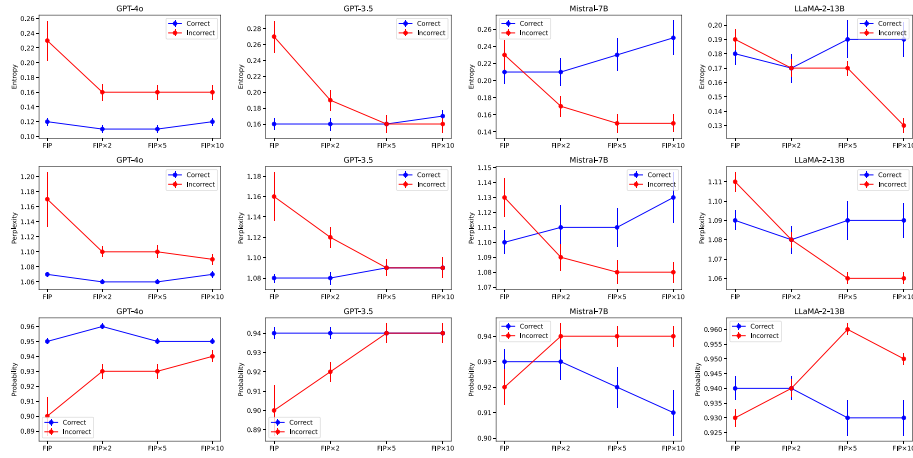 GPT-4o
Entropy
0.26
0.24
0.22
0.20
0.18
0.16
0.14
0.12
0.10
Correct
Incorrect
FIP
FIP×2
FIP×5
FIP×10
GPT-3.5
Entropy
0.28
0.26
0.24
0.22
0.20
0.18
0.16
Correct
Incorrect
FIP
FIP×2
FIP×5
FIP×10
Mistral-7B
Entropy
0.26
0.24
0.22
0.20
0.18
0.16
0.14
Correct
Incorrect
FIP
FIP×2
FIP×5
FIP×10
LLaMA-2-13B
Entropy
0.20
0.19
0.18
0.17
0.16
0.15
0.14
0.13
Correct
Incorrect
FIP
FIP×2
FIP×5
FIP×10
GPT-4o
Perplexity
1.20
1.18
1.16
1.14
1.12
1.10
1.08
1.06
Correct
Incorrect
FIP
FIP×2
FIP×5
FIP×10
GPT-3.5
Perplexity
1.18
1.16
1.14
1.12
1.10
1.08
Correct
Incorrect
FIP
FIP×2
FIP×5
FIP×10
Mistral-7B
Perplexity
1.15
1.14
1.13
1.12
1.11
1.10
1.09
1.08
1.07
Correct
Incorrect
FIP
FIP×2
FIP×5
FIP×10
LLaMA-2-13B
Perplexity
1.11
1.10
1.09
1.08
1.07
1.06
Correct
Incorrect
FIP
FIP×2
FIP×5
FIP×10
GPT-4o
Probability
0.96
0.95
0.94
0.93
0.92
0.91
0.90
0.89
Correct
Incorrect
FIP
FIP×2
FIP×5
FIP×10
GPT-3.5
Probability
0.94
0.93
0.92
0.91
0.90
0.89
Correct
Incorrect
FIP
FIP×2
FIP×5
FIP×10
Mistral-7B
Probability
0.94
0.93
0.92
0.91
0.90
Correct
Incorrect
FIP
FIP×2
FIP×5
FIP×10
LLaMA-2-13B
Probability
0.960
0.955
0.950
0.945
0.940
0.935
0.930
0.925
Correct
Incorrect
FIP
FIP×2
FIP×5
FIP×10